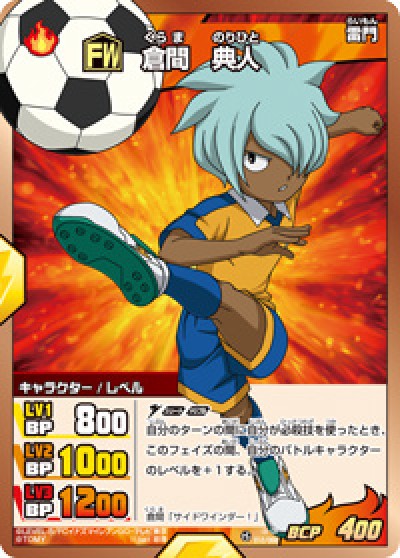 くら ま のりひと
FW 倉間 典人
らいもん
雷門
キャラクター / レベル
LV1
BP 800
LV2
BP 1000
LV3
BP 1200
自分のターンの間に自分が必殺技を使ったとき、
このフェイズの間、自分のバトルキャラクター
のレベルを＋1する。
倉間「サイドワインダー！」
©TOMY
BCP 400